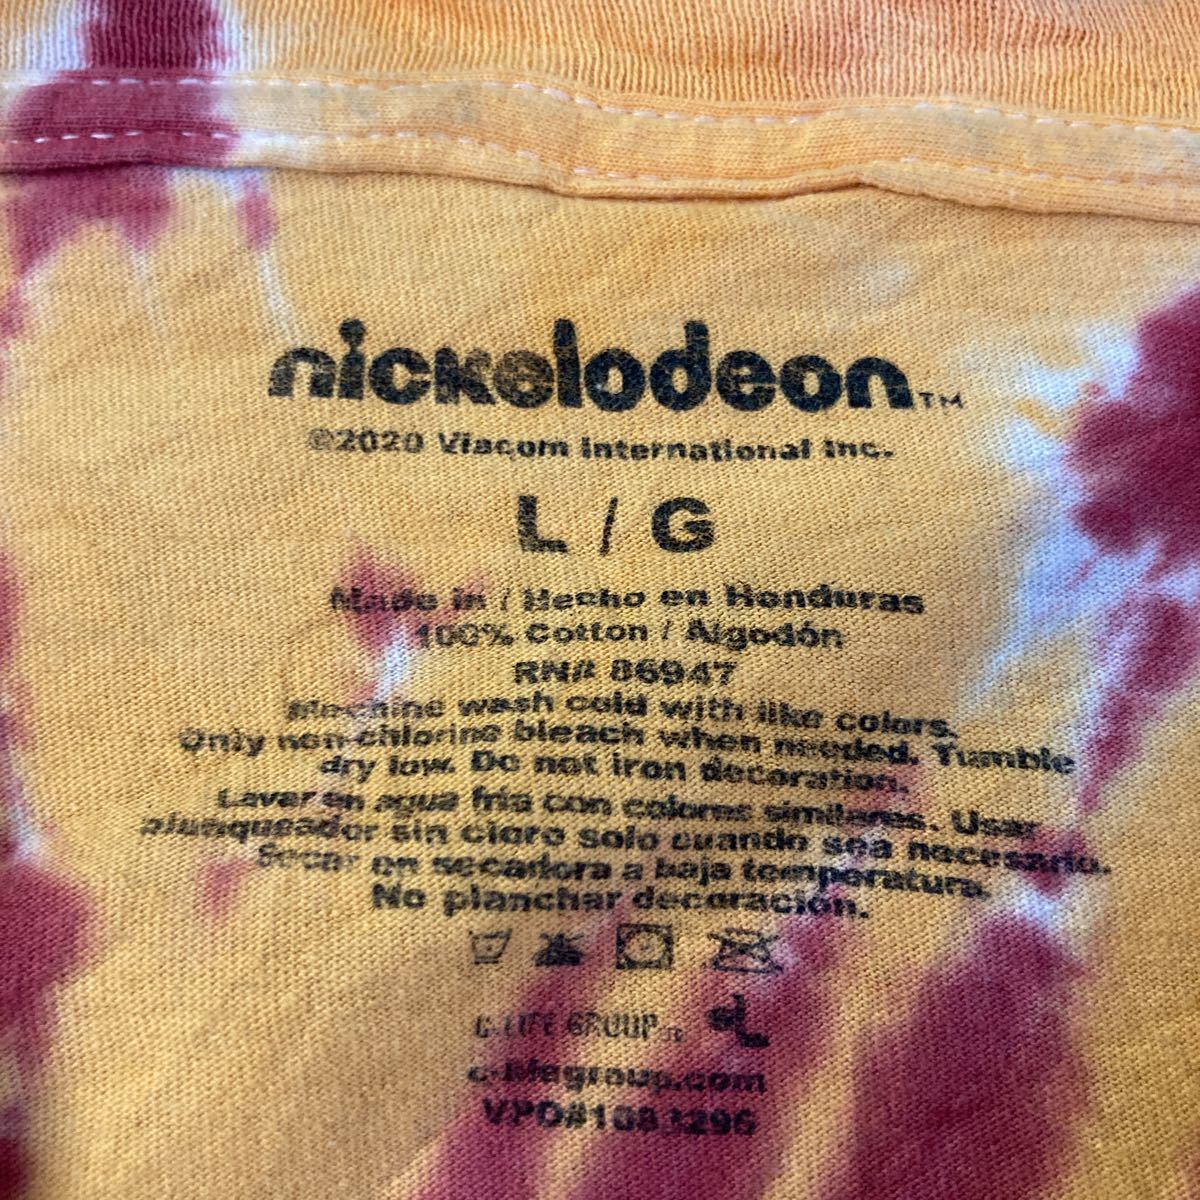 nickelodeon™
©2020 Viacom International Inc.
L / G
Made in / Hecho en Honduras
100% Cotton / Algodón
RN# 86947
Machine wash cold with like colors.
Only non-chlorine bleach when needed. Tumble
dry low. Do not iron decoration.
Lavar en agua fria con colores similares. Usar
blanqueador sin cloro solo cuando sea necesario.
Secar en secadora a baja temperatura.
No planchar decoración.
C-LIFE GROUP
c-lifegroup.com